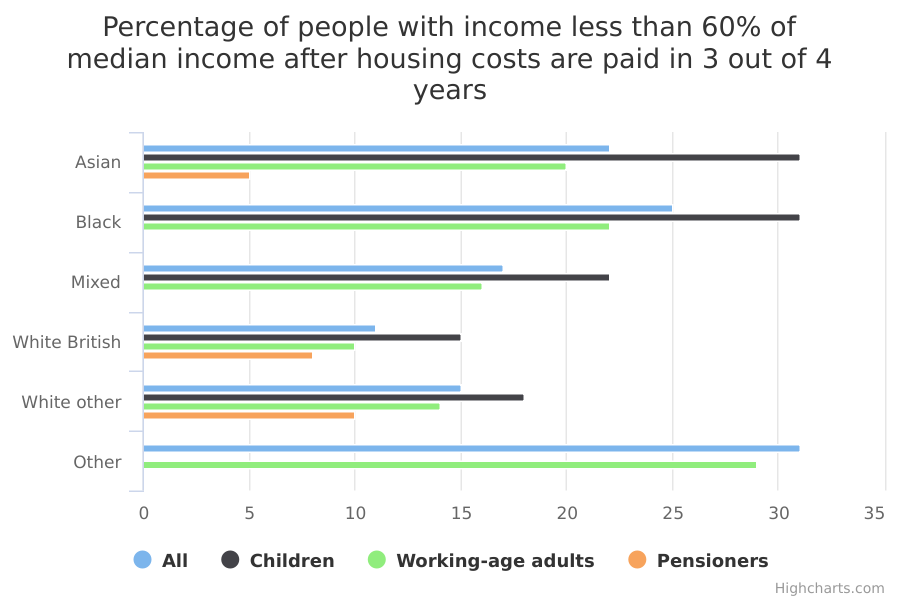 Percentage of people with income less than 60% of
median income after housing costs are paid in 3 out of 4
years
Asian
Black
Mixed
White British
White other
Other
0 5 10 15 20 25 30 35
All Children Working-age adults Pensioners
Highcharts.com